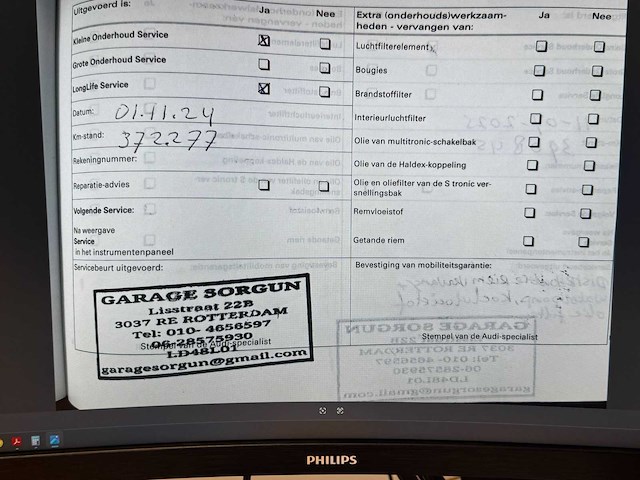 Uitgevoerd is:
Ja
Nee
Kleine Onderhoud Service
Grote Onderhoud Service
LongLife Service
Datum: 01.11.24
Km-stand: 372.277
Rekeningnummer:
Reparatie-advies
Volgende Service:
Na weergave
Service
in het instrumentenpaneel
Servicebeurt uitgevoerd:
GARAGE SORGUN
Lisstraat 22B
3037 RE ROTTERDAM
Tel: 010- 4656597
06-28575930
Stempel van de Audi-specialist
LD48L01
garagesorgun@gmail.com
Extra (onderhouds)werkzaam-
heden - vervangen van:
Ja
Nee
Luchtfilterelement
Bougies
Brandstoffilter
Interieurluchtfilter
Olie van multitronic-schakelbak
Olie van de Haldex-koppeling
Olie en oliefilter van de S tronic ver-
snellingsbak
Remvloeistof
Getande riem
Bevestiging van mobiliteitsgarantie:
Stempel van de Audi-specialist
PHILIPS